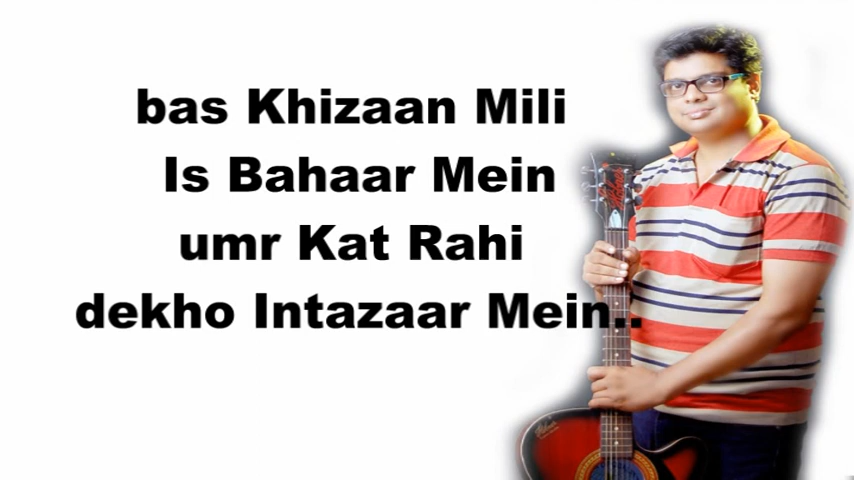 bas Khizaan Mili
Is Bahaar Mein
umr Kat Rahi
dekho Intazaar Mein..